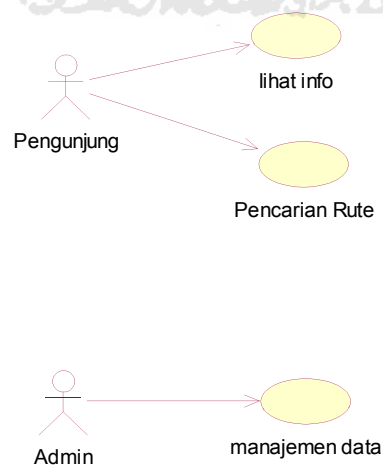 lihat info
Pengunjung
Pencarian Rute
manajemen data
Admin